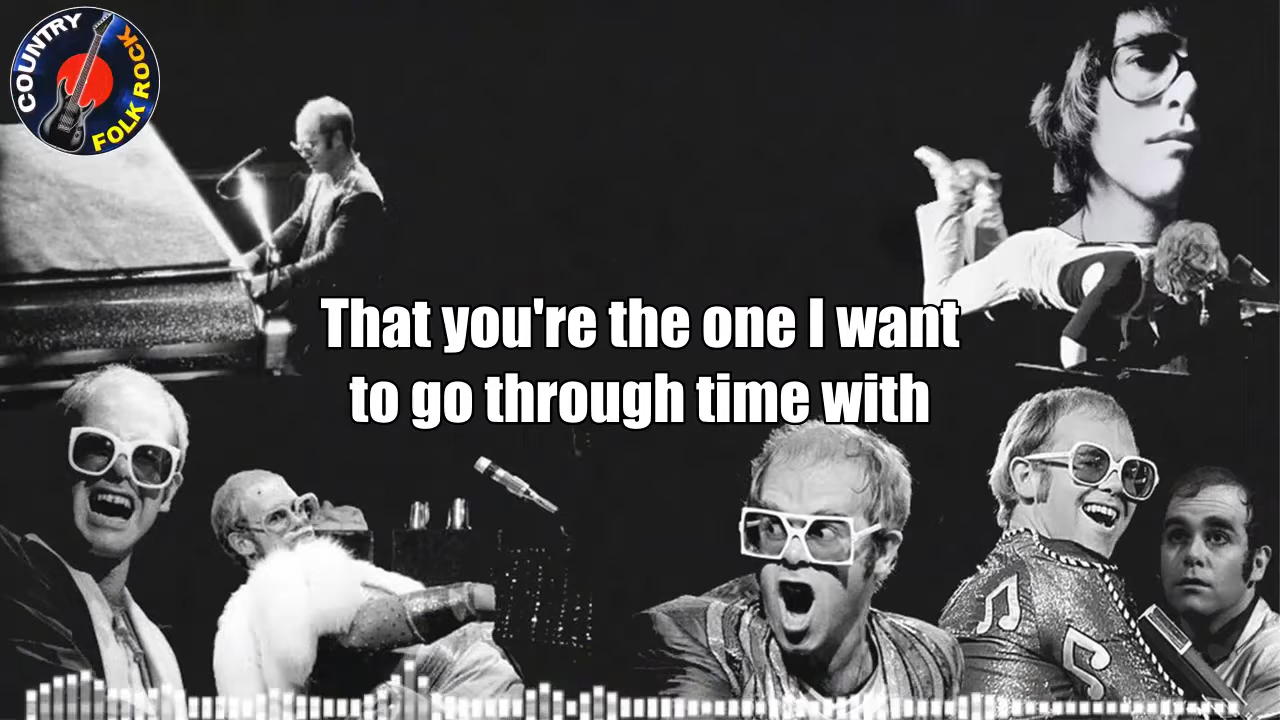 COUNTRY
FOLK ROCK
That you're the one I want
to go through time with